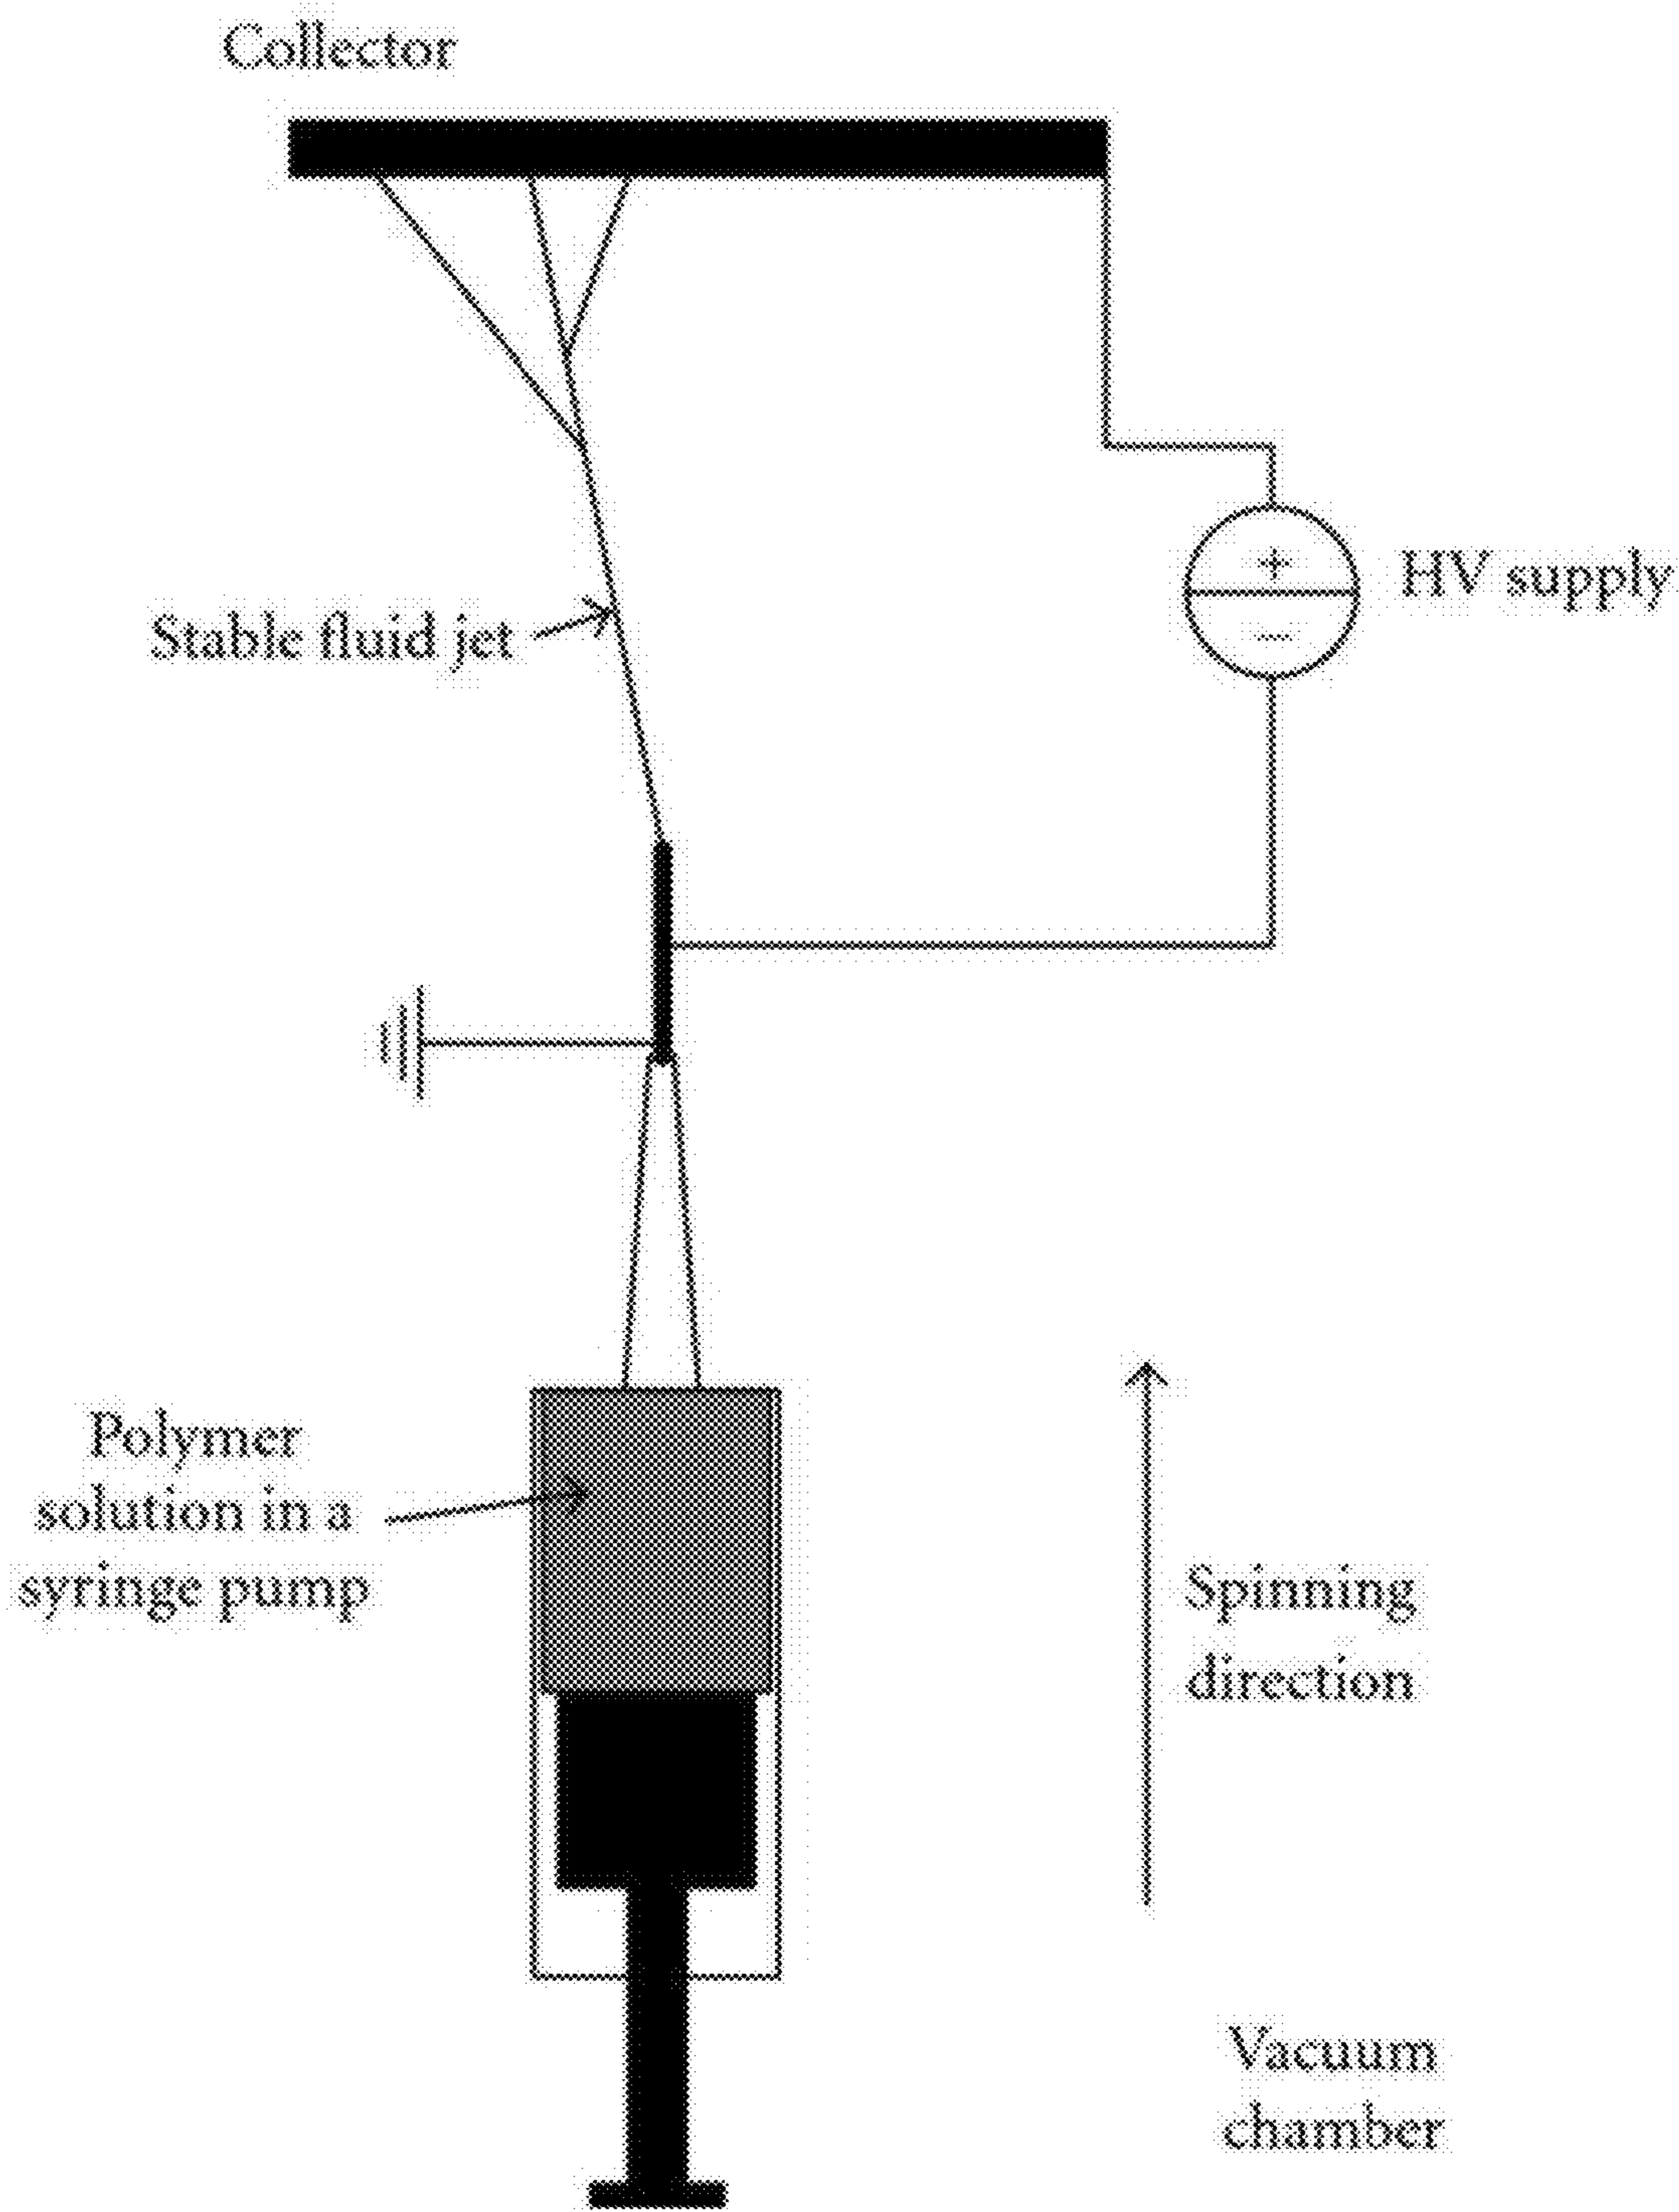 Collector
+
HV supply
Stable fluid jet
Polymer
solution in a
syringe pump
Spinning
direction
Vacuum
chamber